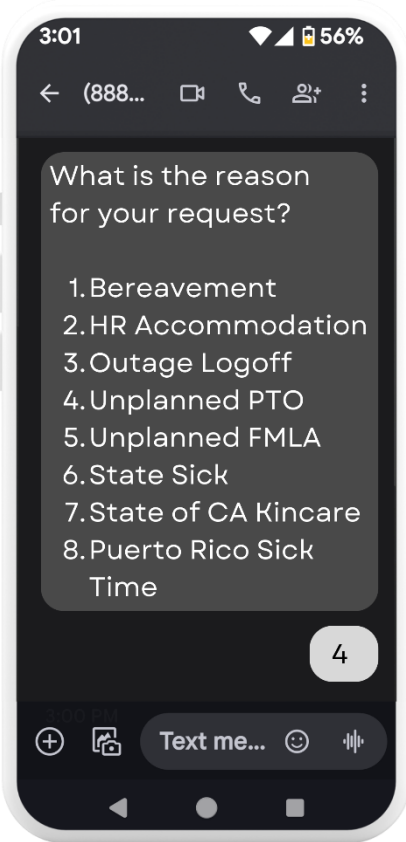 3:01
56%
(888...
What is the reason
for your request?
1. Bereavement
2. HR Accommodation
3. Outage Logoff
4. Unplanned PTO
5. Unplanned FMLA
6. State Sick
7. State of CA Kincare
8. Puerto Rico Sick
Time
4
3:00 PM
Text me...